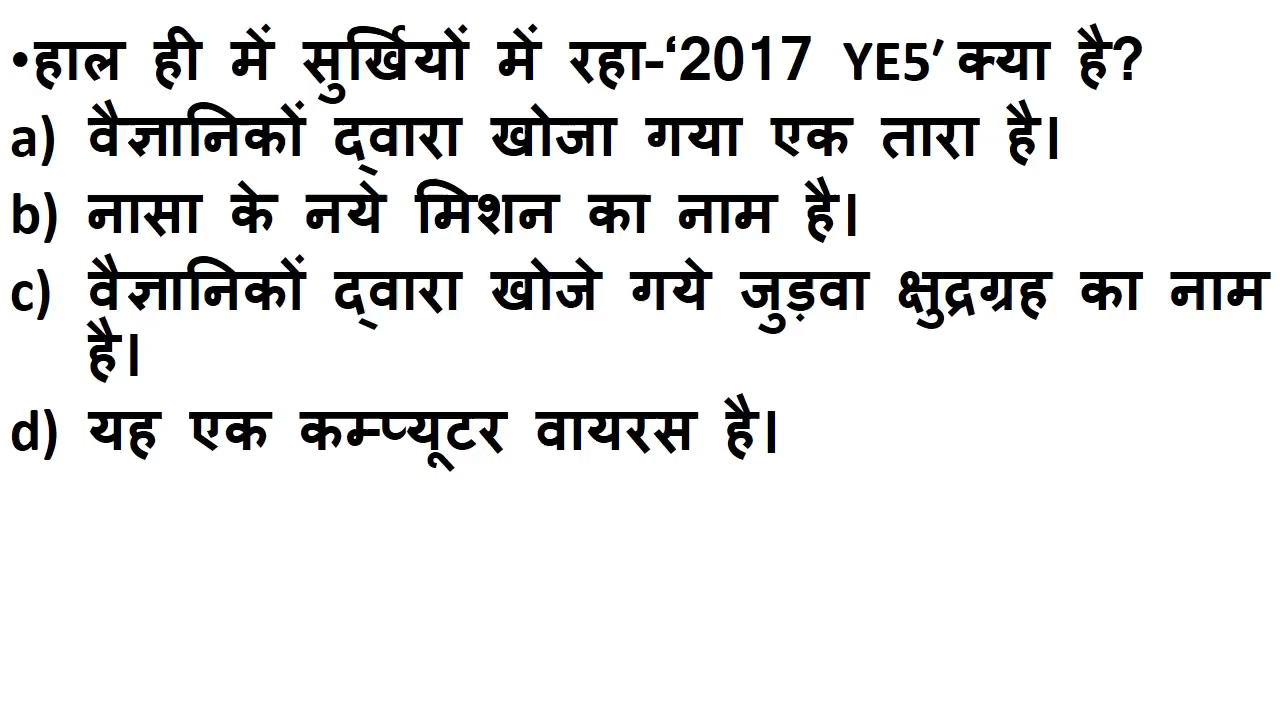 •हाल ही में सुर्खियों में रहा-‘2017 YE5’ क्या है?
a) वैज्ञानिकों द्वारा खोजा गया एक तारा है।
b) नासा के नये मिशन का नाम है।
c) वैज्ञानिकों द्वारा खोजे गये जुड़वा क्षुद्रग्रह का नाम
है।
d) यह एक कम्प्यूटर वायरस है।